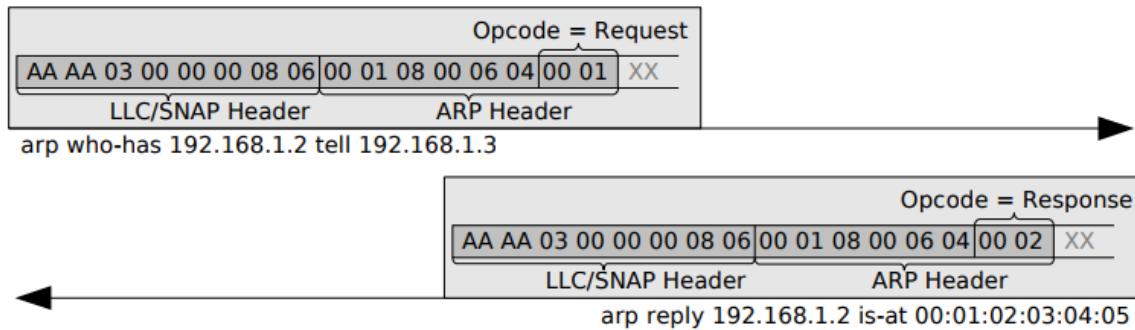 Opcode = Request
AA AA 03 00 00 00 08 06 00 01 08 00 06 04 00 01 XX
LLC/SNAP Header ARP Header
arp who-has 192.168.1.2 tell 192.168.1.3
Opcode = Response
AA AA 03 00 00 00 08 06 00 01 08 00 06 04 00 02 XX
LLC/SNAP Header ARP Header
arp reply 192.168.1.2 is-at 00:01:02:03:04:05